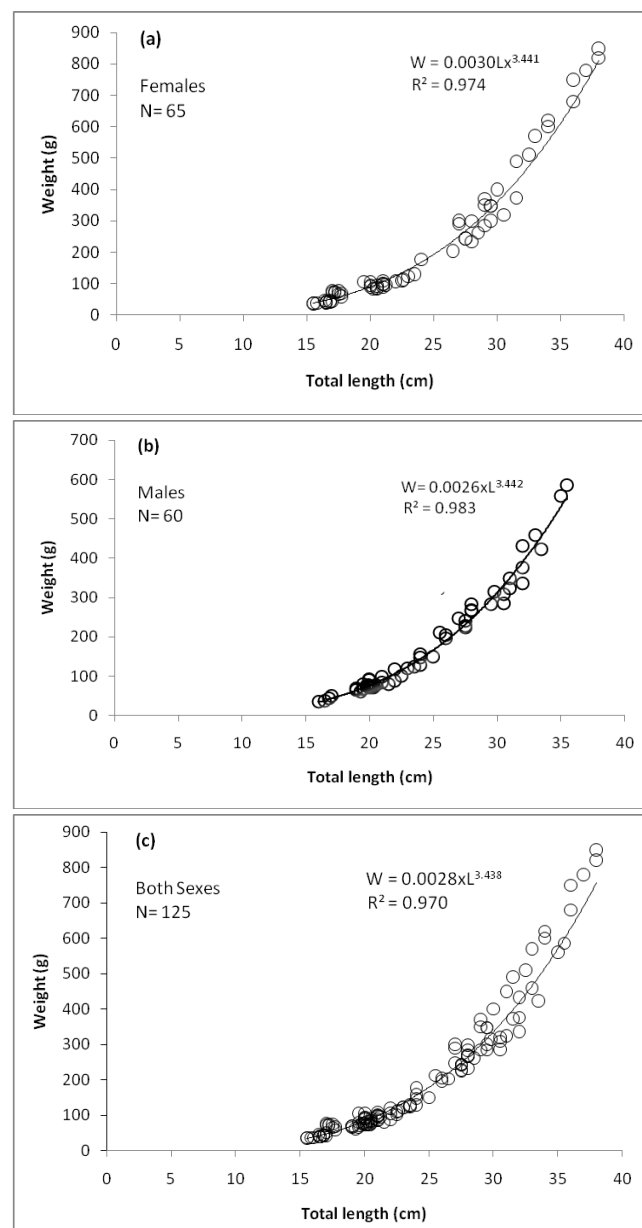 (a)
W = 0.0030Lx³·⁴⁴¹
R² = 0.974
Females
N= 65
Weight (g)
900
800
700
600
500
400
300
200
100
0
0 5 10 15 20 25 30 35 40
Total length (cm)
(b)
W= 0.0026xL³·⁴⁴²
R² = 0.983
Males
N= 60
Weight (g)
700
600
500
400
300
200
100
0
0 5 10 15 20 25 30 35 40
Total length (cm)
(c)
W = 0.0028xL³·⁴³⁸
R² = 0.970
Both Sexes
N= 125
Weight (g)
900
800
700
600
500
400
300
200
100
0
0 5 10 15 20 25 30 35 40
Total length (cm)